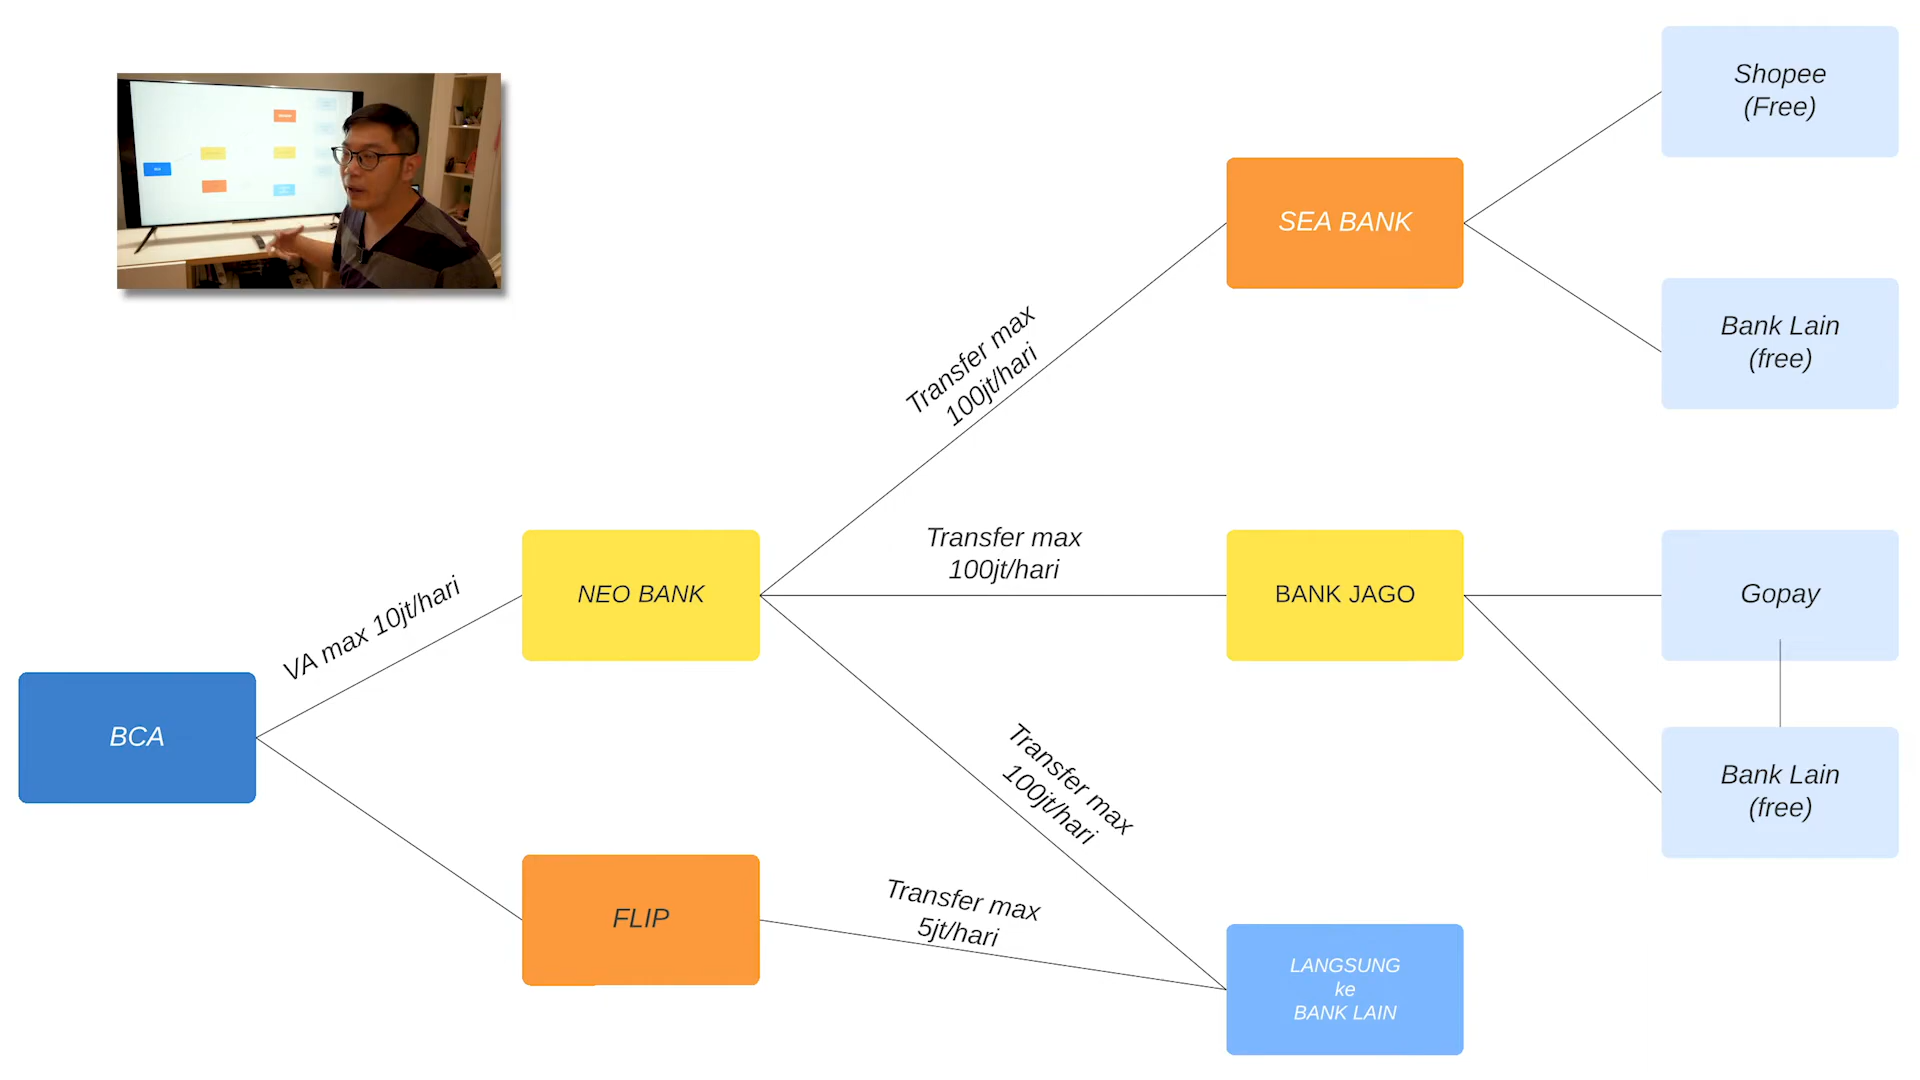 Shopee
(Free)
SEA BANK
Bank Lain
(free)
Transfer max
100jt/hari
Transfer max
100jt/hari
NEO BANK
BANK JAGO
Gopay
VA max 10jt/hari
BCA
Transfer max
100jt/hari
Bank Lain
(free)
FLIP
Transfer max
5jt/hari
LANGSUNG
ke
BANK LAIN